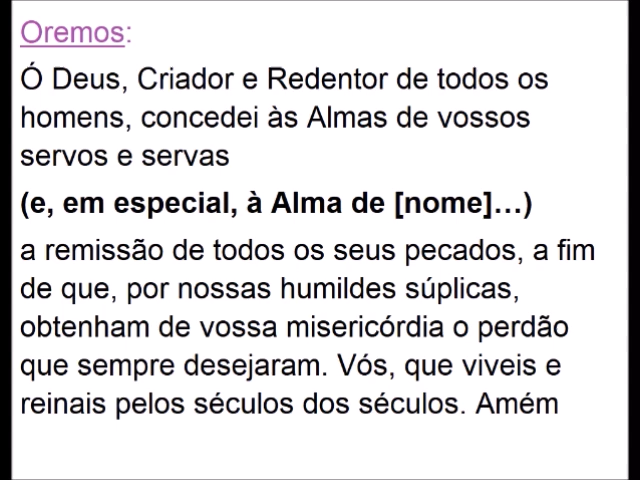 Oremos:
Ó Deus, Criador e Redentor de todos os
homens, concedei às Almas de vossos
servos e servas
(e, em especial, à Alma de [nome]…)
a remissão de todos os seus pecados, a fim
de que, por nossas humildes súplicas,
obtenham de vossa misericórdia o perdão
que sempre desejaram. Vós, que viveis e
reinais pelos séculos dos séculos. Amém